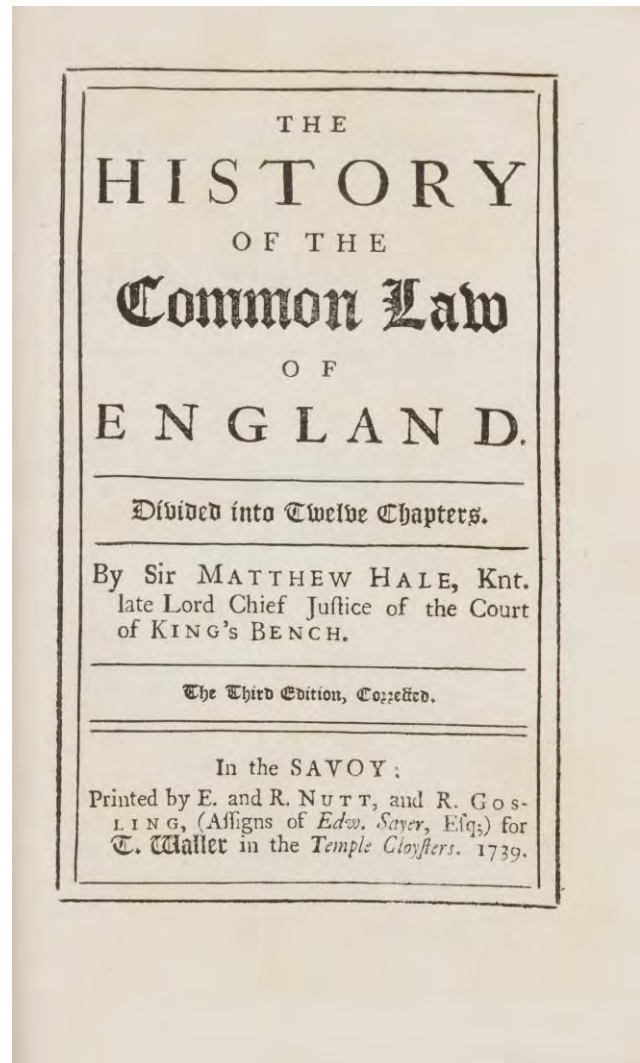 THE
HISTORY
OF THE
Common Law
OF
ENGLAND.
Divided into Twelve Chapters.
By Sir MATTHEW HALE, Knt.
late Lord Chief Juſtice of the Court
of KING's BENCH.
The Third Edition, Corrected.
In the SAVOY:
Printed by E. and R. NUTT, and R. GOS-
LING, (Aſſigns of Edw. Sayer, Eſq;) for
T. Waller in the Temple Cloyſters. 1739.